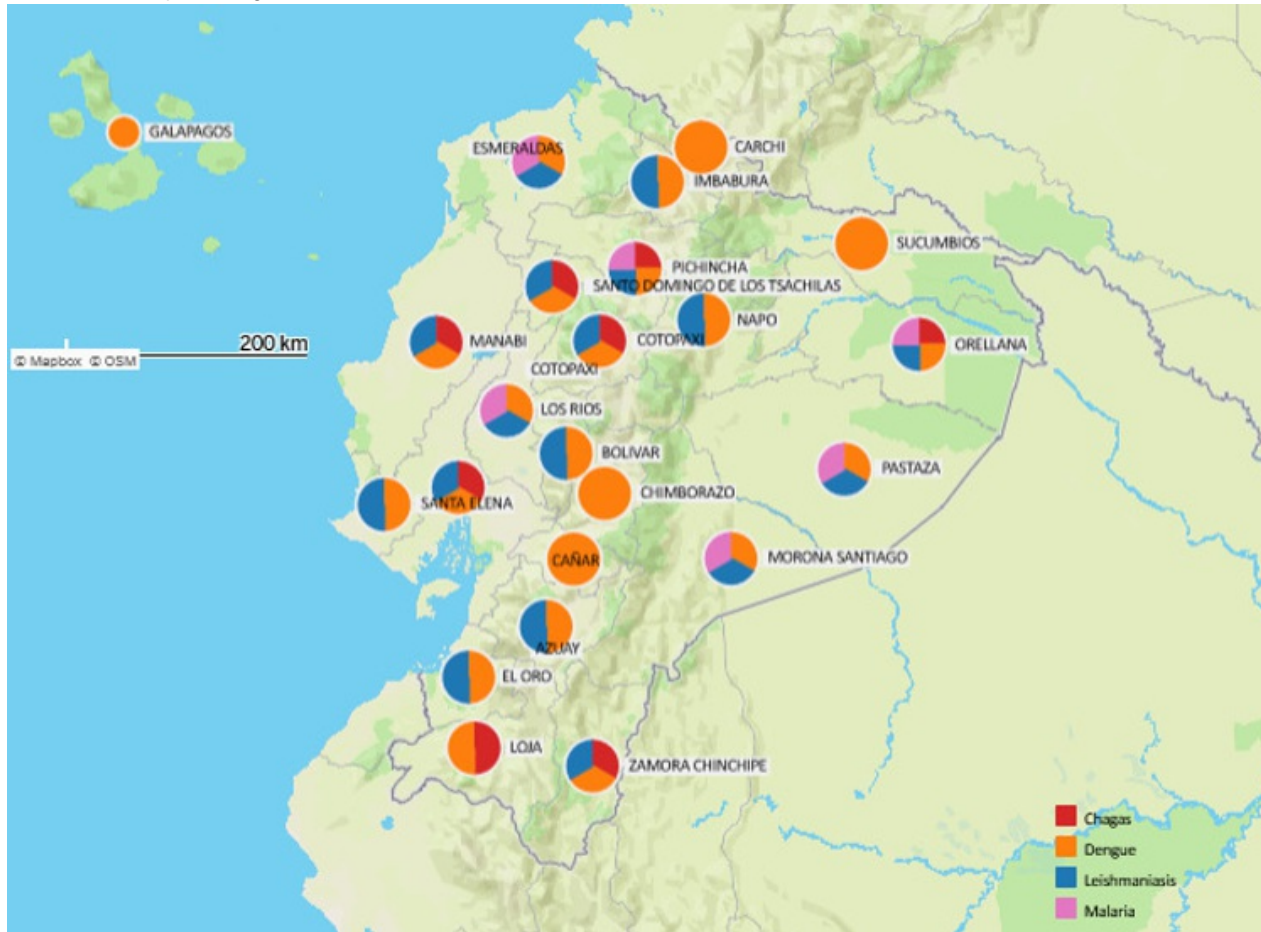 GALAPAGOS
ESMERALDAS
CARCHI
IMBABURA
SUCUMBIOS
PICHINCHA
SANTO DOMINGO DE LOS TSACHILAS
NAPO
MANABI
COTOPAXI
ORELLANA
200 km
© Mapbox © OSM
COTOPAXI
LOS RIOS
BOLIVAR
PASTAZA
CHIMBORAZO
SANTA ELENA
CAÑAR
MORONA SANTIAGO
AZUAY
EL ORO
LOJA
ZAMORA CHINCHIPE
Chagas
Dengue
Leishmaniasis
Malaria